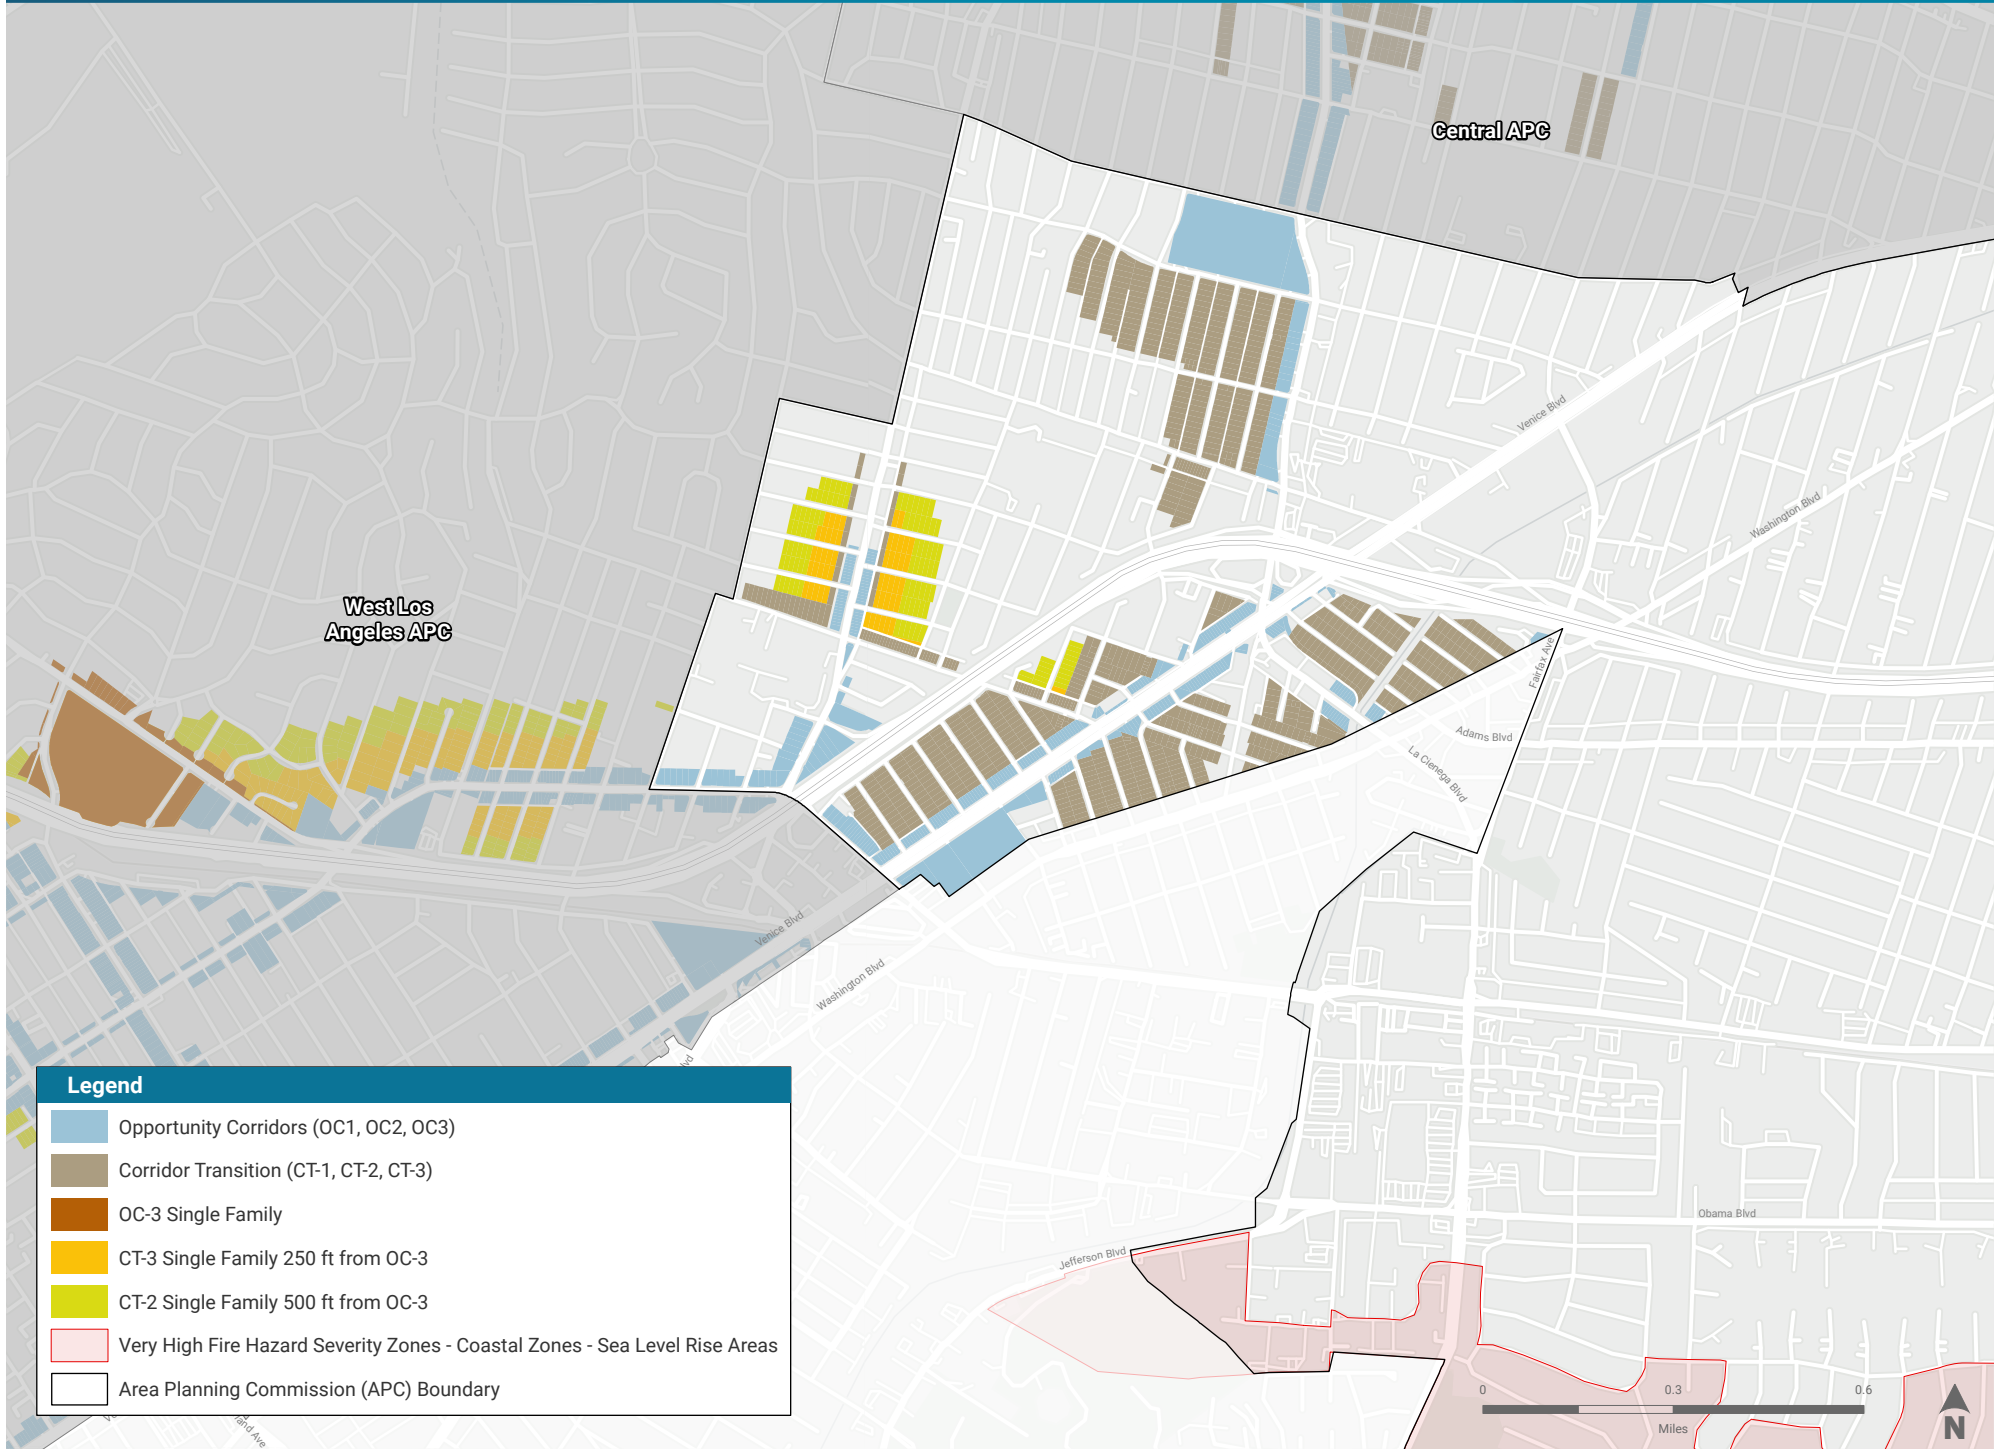 Central APC
Venice Blvd
Washington Blvd
West Los
Angeles APC
Fairfax Ave
Adams Blvd
La Cienega Blvd
Venice Blvd
Washington Blvd
lvd
Legend
Opportunity Corridors (OC1, OC2, OC3)
Corridor Transition (CT-1, CT-2, CT-3)
OC-3 Single Family
CT-3 Single Family 250 ft from OC-3
CT-2 Single Family 500 ft from OC-3
Very High Fire Hazard Severity Zones - Coastal Zones - Sea Level Rise Areas
Area Planning Commission (APC) Boundary
Obama Blvd
Jefferson Blvd
0 0.3 0.6
Miles
N
rand Ave